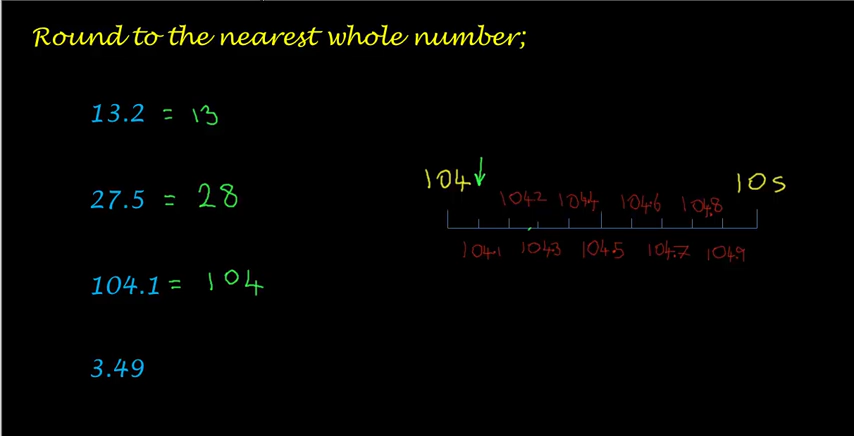 Round to the nearest whole number;
13.2 = 13
27.5 = 28
104.1 = 104
3.49
104 105
104.2 104.4 104.6 104.8
104.1 104.3 104.5 104.7 104.9